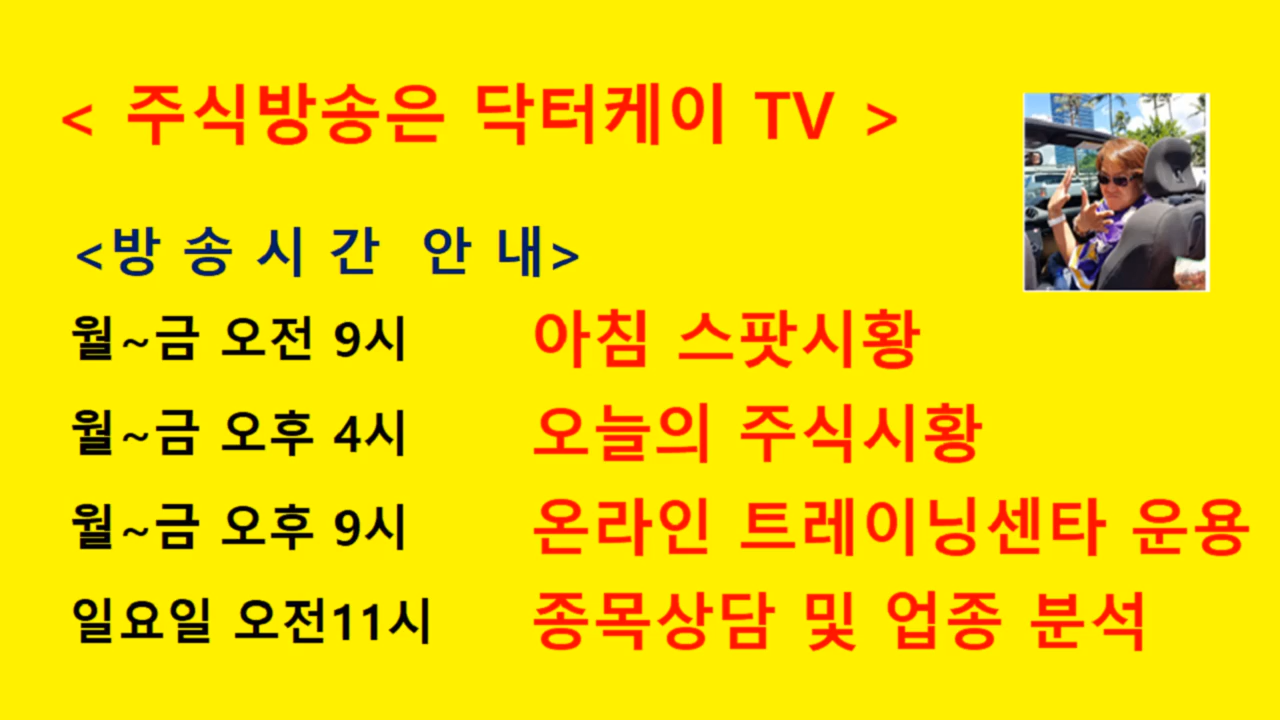 < 주식방송은 닥터케이 TV >
<방 송 시 간 안 내>
월~금 오전 9시 아침 스팟시황
월~금 오후 4시 오늘의 주식시황
월~금 오후 9시 온라인 트레이닝센타 운용
일요일 오전11시 종목상담 및 업종 분석